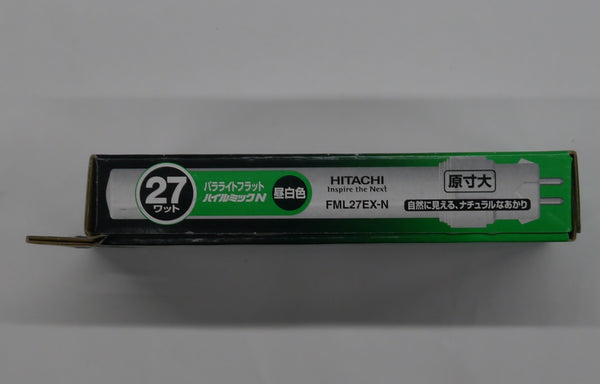 27
ワット
パラライトフラット
ハイルミックN
昼白色
HITACHI
Inspire the Next
FML27EX-N
原寸大
自然に見える、ナチュラルなあかり